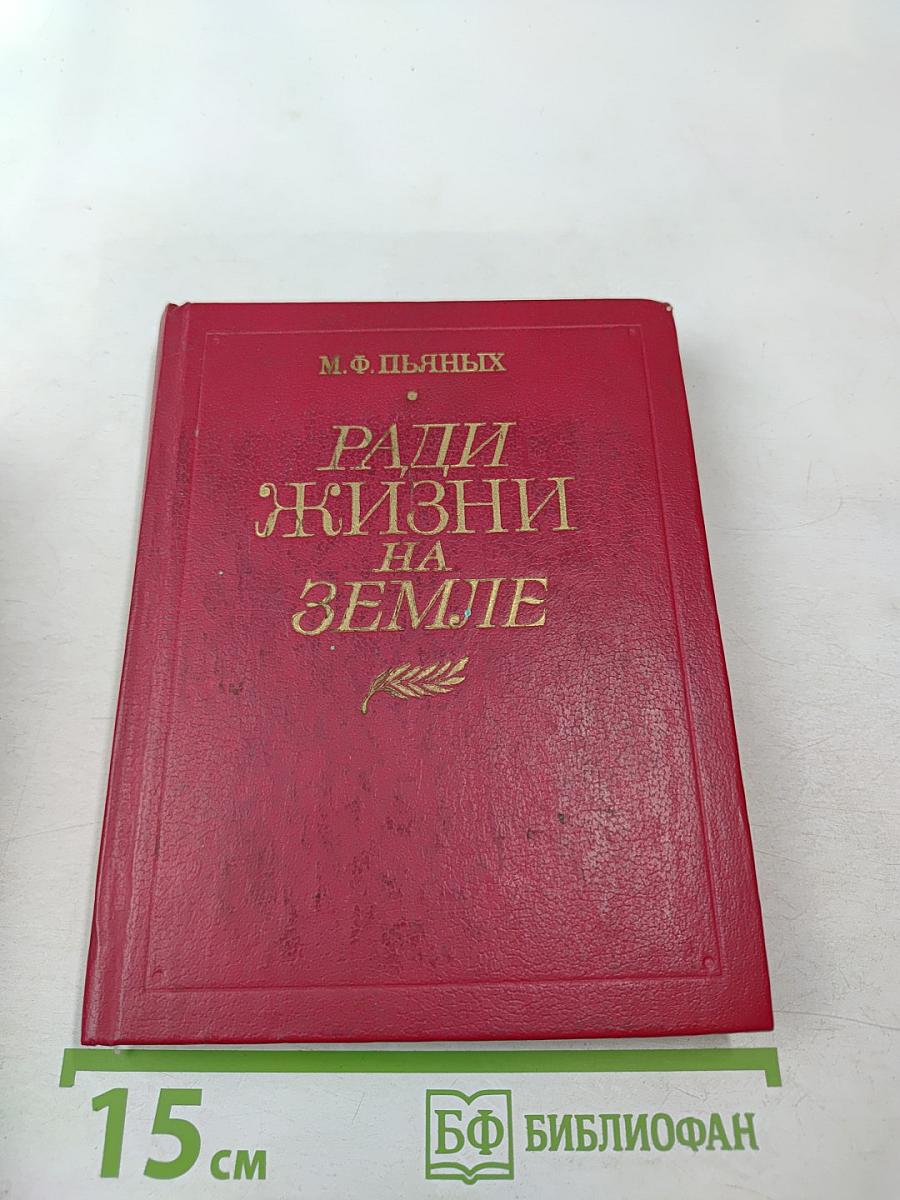 М.Ф.ПЬЯНЫХ
РАДИ
ЖИЗНИ
НА
ЗЕМЛЕ
15 см
БФ БИБЛИОФАН